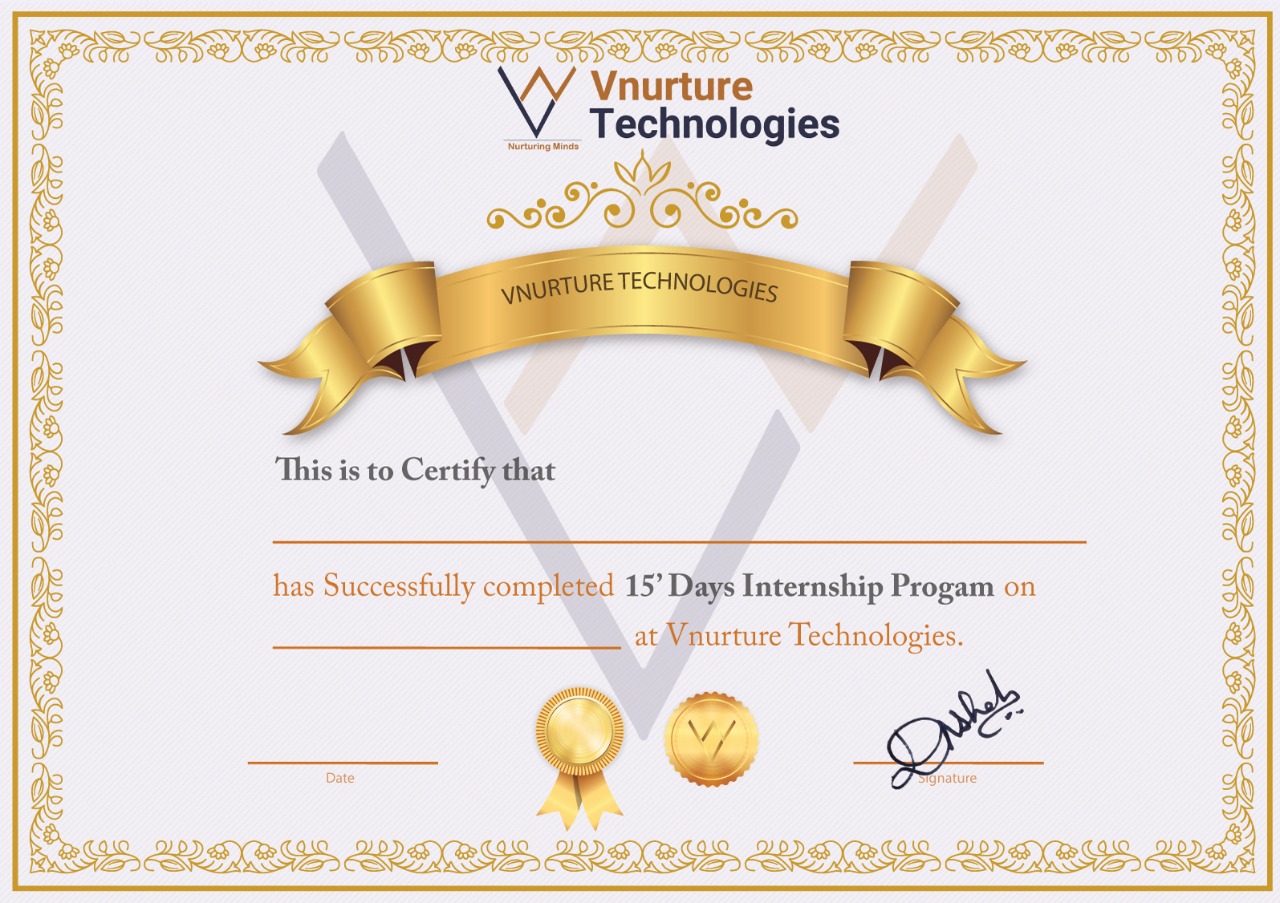 Vnurture
Technologies
Nurturing Minds
VNURTURE TECHNOLOGIES
This is to Certify that
has Successfully completed 15’ Days Internship Progam on
at Vnurture Technologies.
Date
Signature